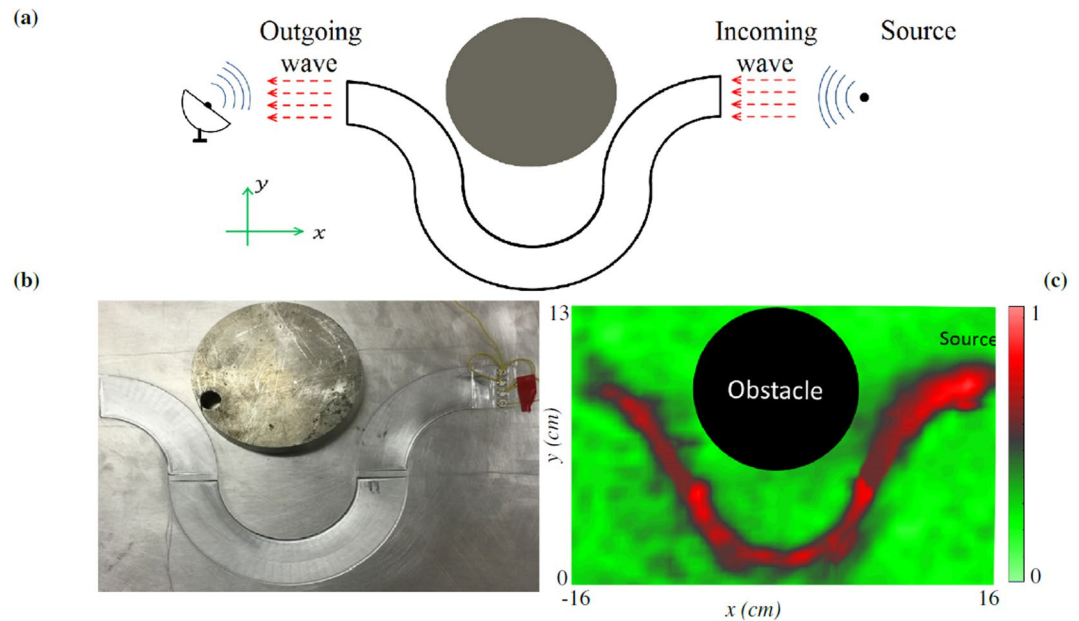 (a)
Outgoing
wave
Incoming
wave
Source
y
x
(b)
(c)
13
y (cm)
0
-16
x (cm)
16
Source
Obstacle
1
0